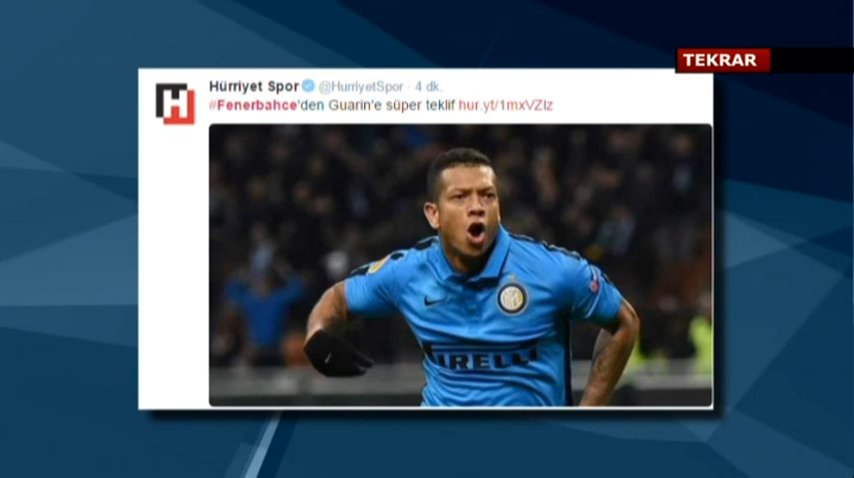 TEKRAR
Hürriyet Spor @HurriyetSpor · 4 dk.
#Fenerbahce'den Guarin'e süper teklif hur.yt/1mxVZlz
PIRELLI